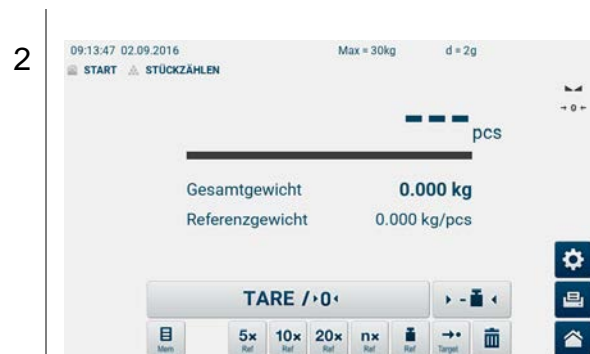 2
09:13:47 02.09.2016 Max = 30kg d = 2g
START STÜCKZÄHLEN
→ 0 ←
--- pcs
Gesamtgewicht 0.000 kg
Referenzgewicht 0.000 kg/pcs
TARE / →0←
Mem 5x Ref 10x Ref 20x Ref nx Ref Ref Target